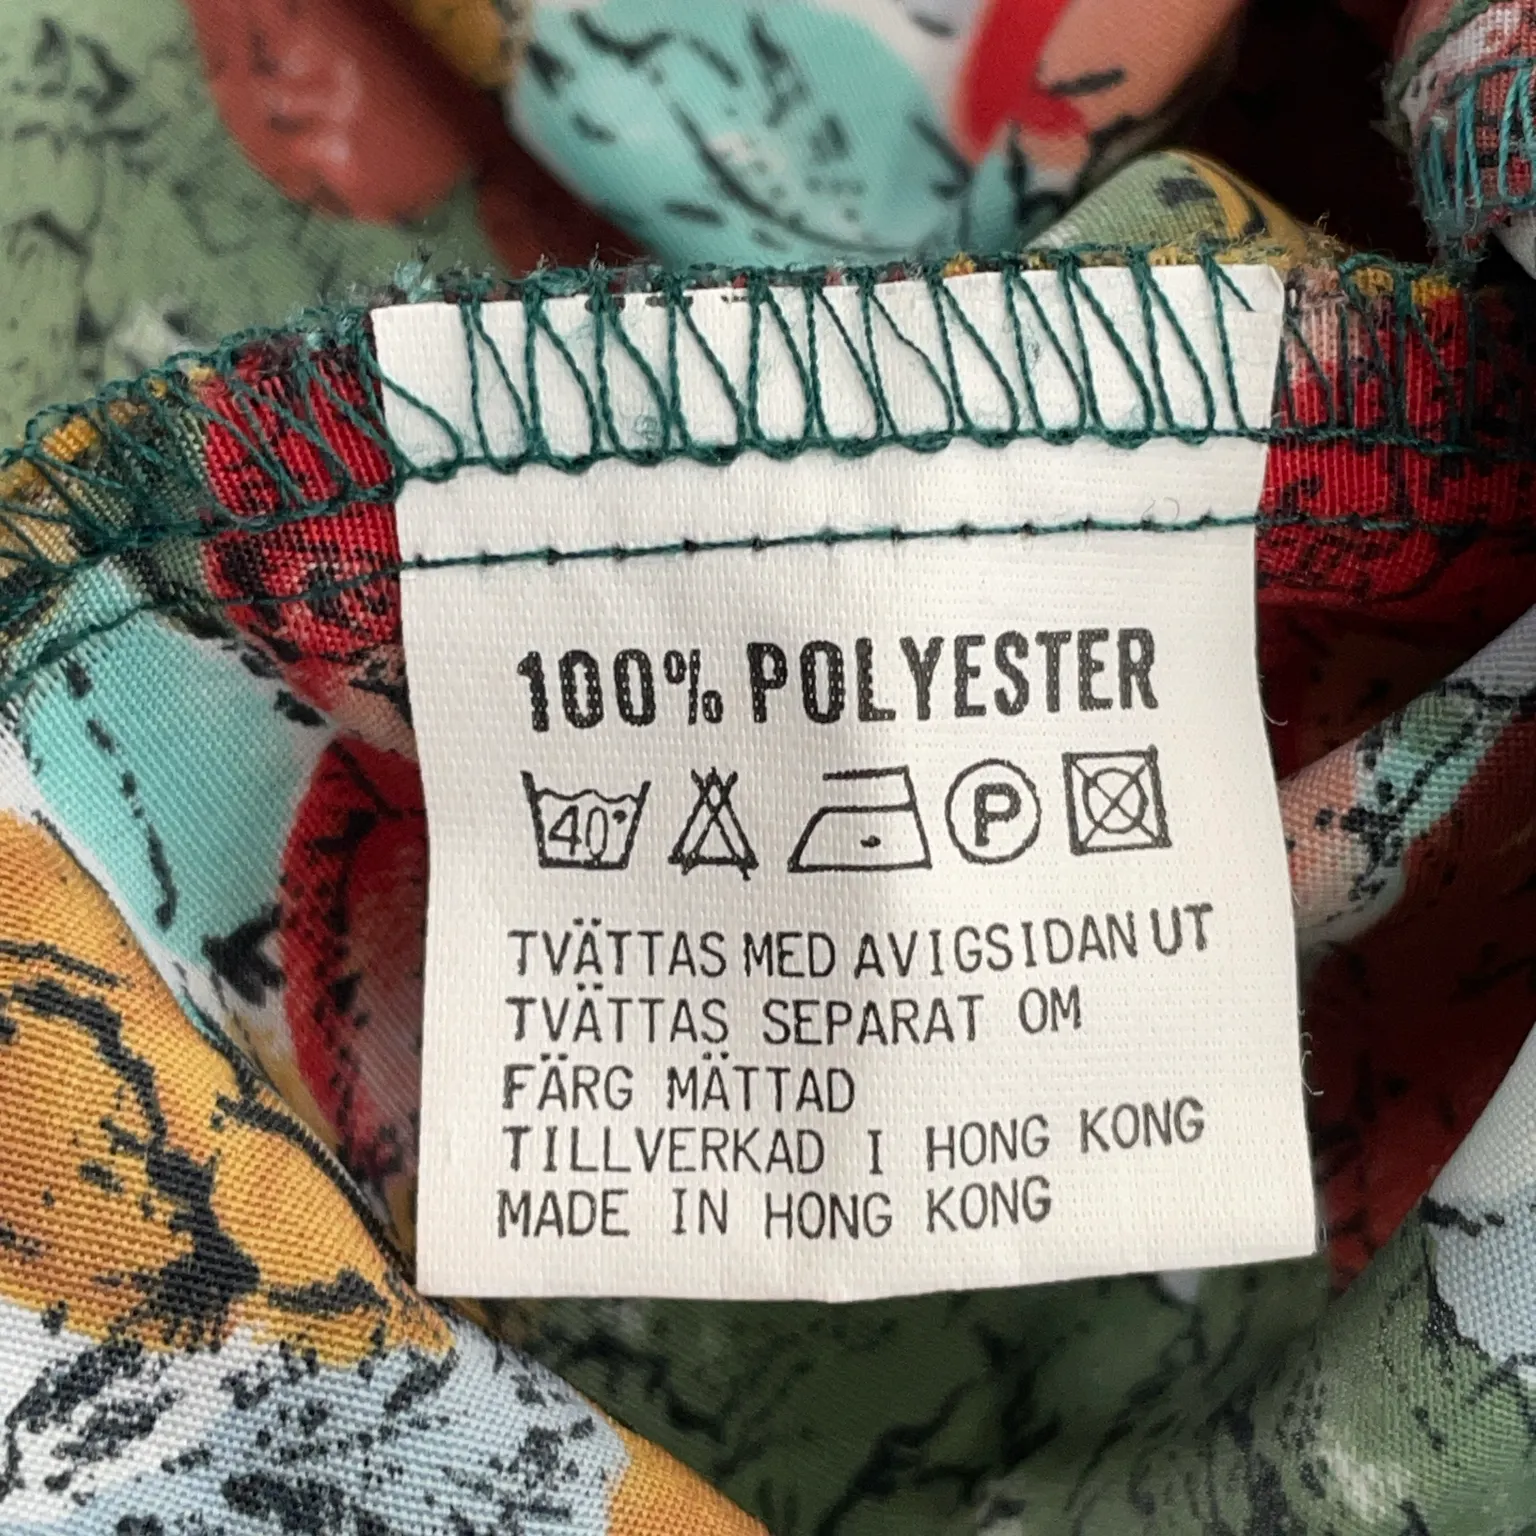 100% POLYESTER
40° P
TVÄTTAS MED AVIGSIDAN UT
TVÄTTAS SEPARAT OM
FÄRG MÄTTAD
TILLVERKAD I HONG KONG
MADE IN HONG KONG